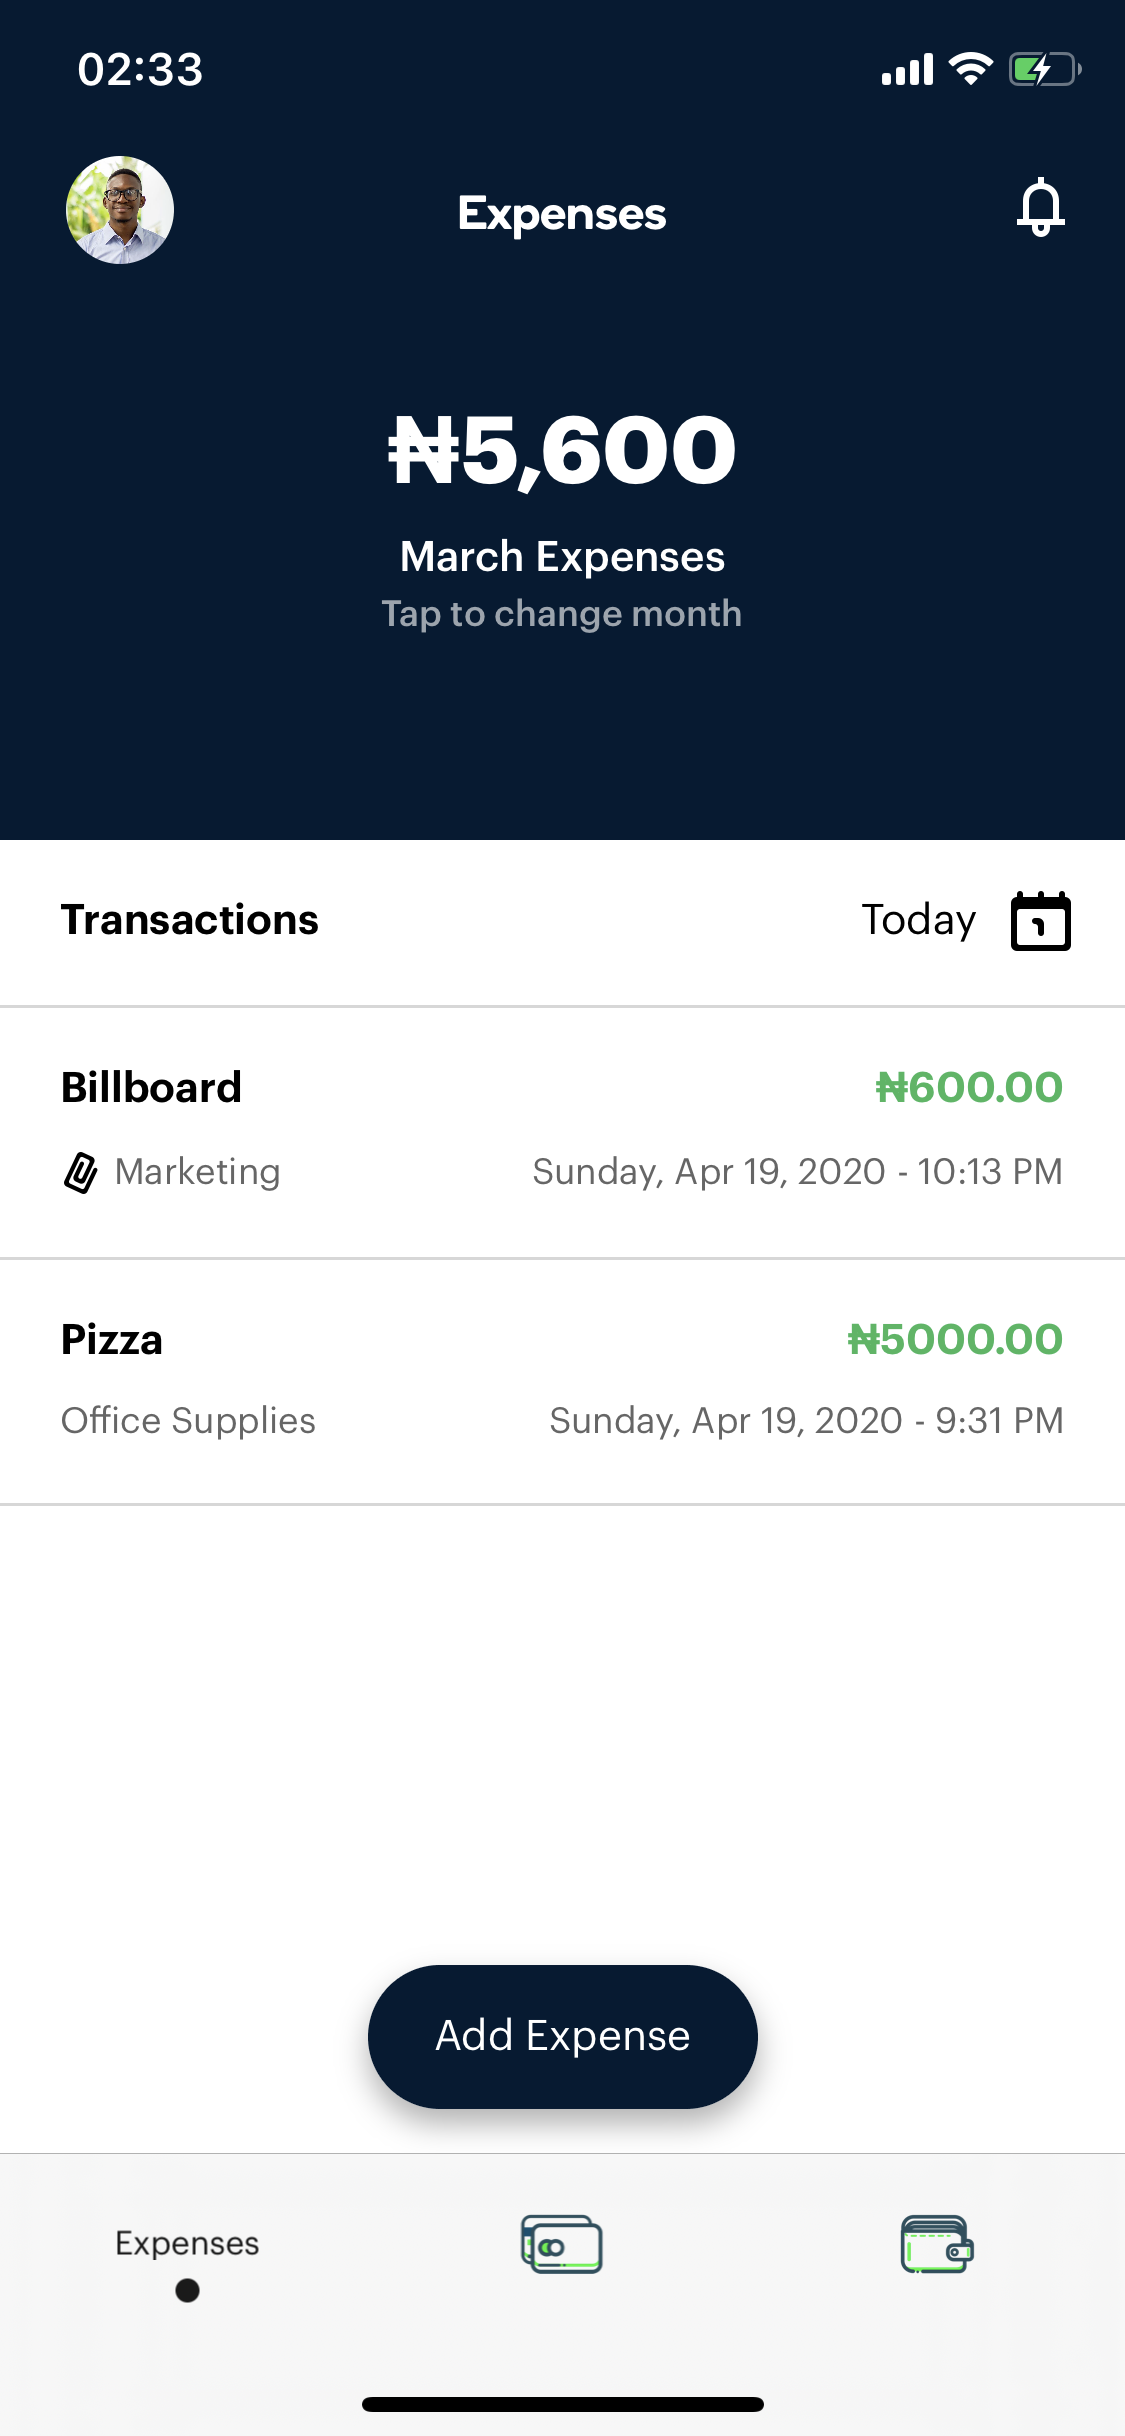 02:33
Expenses
₦5,600
March Expenses
Tap to change month
Transactions
Today
1
Billboard
₦600.00
Marketing
Sunday, Apr 19, 2020 - 10:13 PM
Pizza
₦5000.00
Office Supplies
Sunday, Apr 19, 2020 - 9:31 PM
Add Expense
Expenses